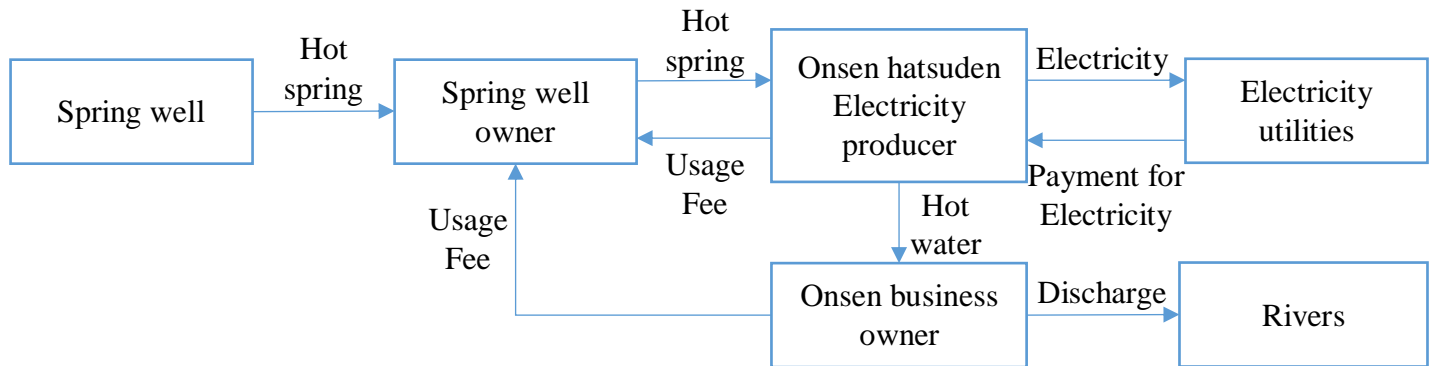 Spring well
Hot
spring
Spring well
owner
Hot
spring
Usage
Fee
Onsen hatsuden
Electricity
producer
Electricity
Payment for
Electricity
Electricity
utilities
Usage
Fee
Hot
water
Onsen business
owner
Discharge
Rivers